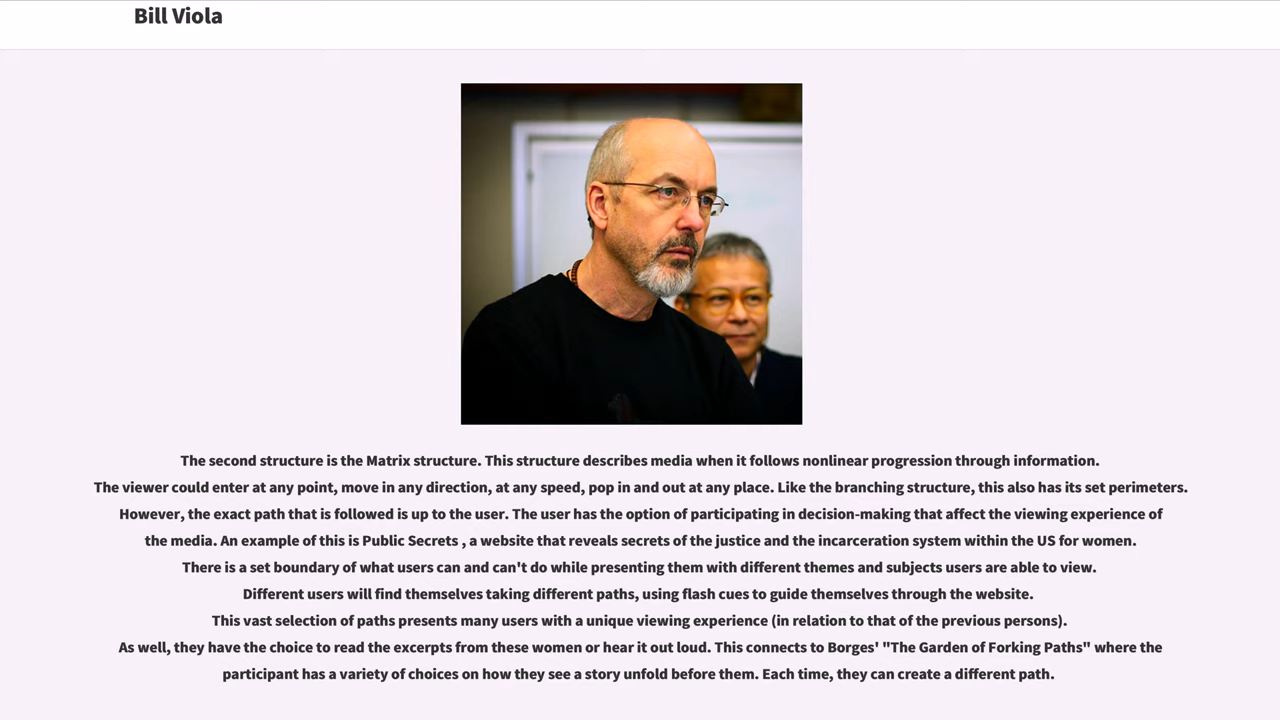 Bill Viola
The second structure is the Matrix structure. This structure describes media when it follows nonlinear progression through information.
The viewer could enter at any point, move in any direction, at any speed, pop in and out at any place. Like the branching structure, this also has its set perimeters.
However, the exact path that is followed is up to the user. The user has the option of participating in decision-making that affect the viewing experience of
the media. An example of this is Public Secrets , a website that reveals secrets of the justice and the incarceration system within the US for women.
There is a set boundary of what users can and can't do while presenting them with different themes and subjects users are able to view.
Different users will find themselves taking different paths, using flash cues to guide themselves through the website.
This vast selection of paths presents many users with a unique viewing experience (in relation to that of the previous persons).
As well, they have the choice to read the excerpts from these women or hear it out loud. This connects to Borges' "The Garden of Forking Paths" where the
participant has a variety of choices on how they see a story unfold before them. Each time, they can create a different path.